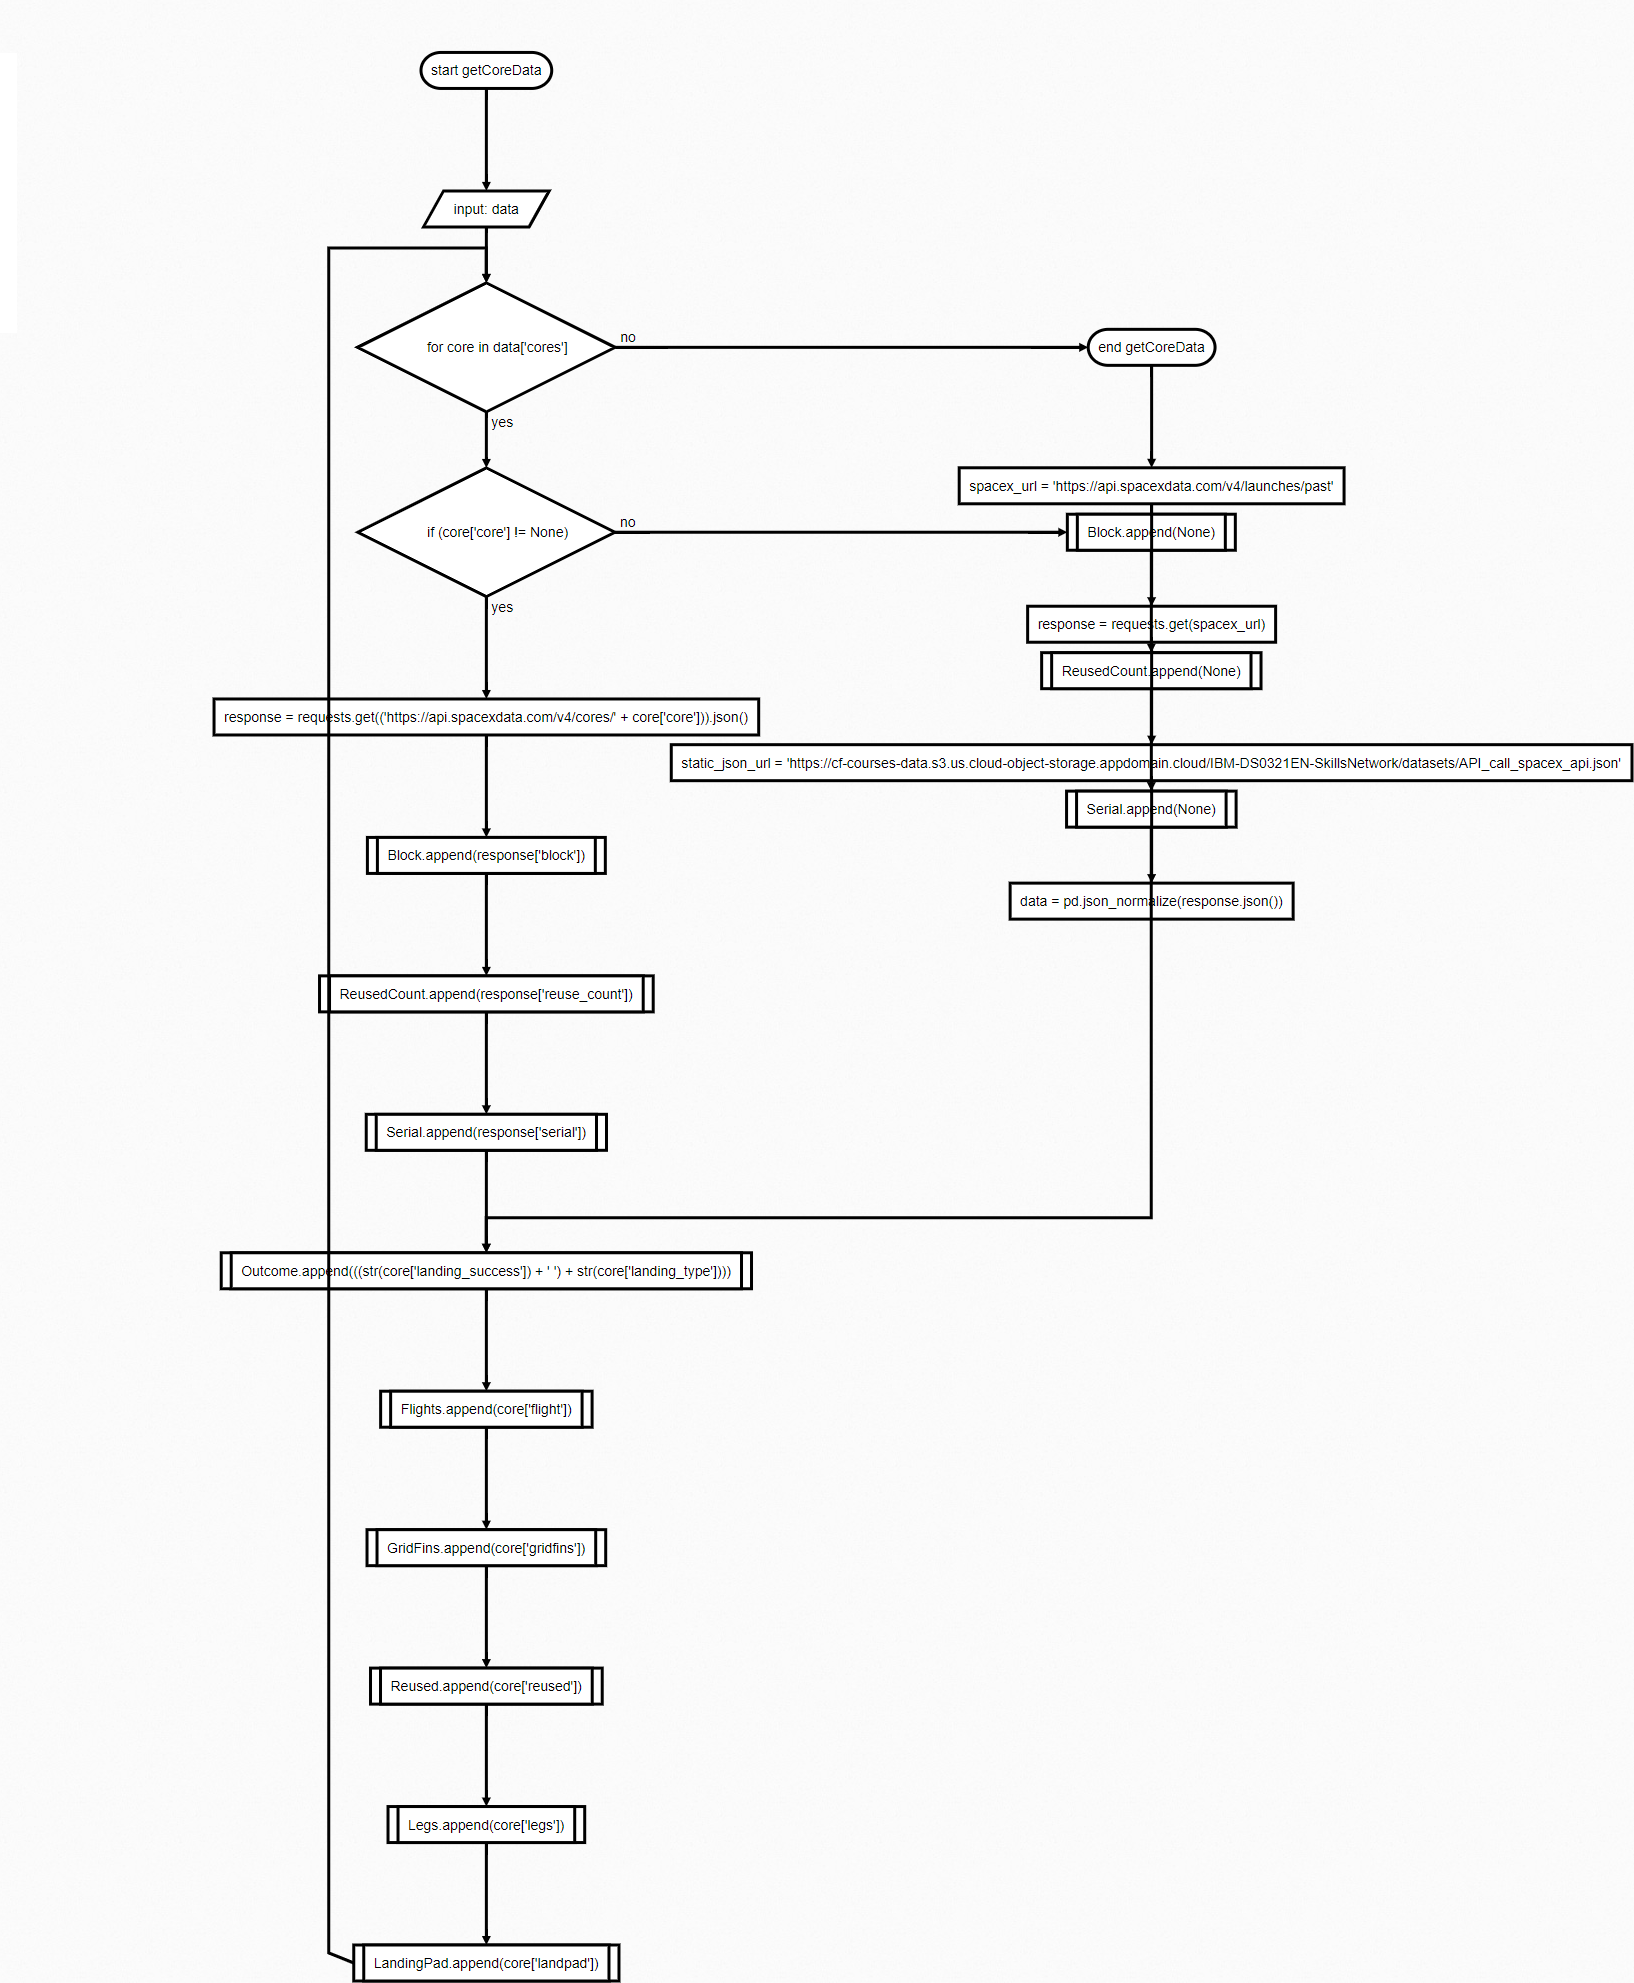 start getCoreData
input: data
for core in data['cores']
no
end getCoreData
yes
spacex_url = 'https://api.spacexdata.com/v4/launches/past'
if (core['core'] != None)
no
Block.append(None)
yes
response = requests.get(spacex_url)
ReusedCount.append(None)
response = requests.get(('https://api.spacexdata.com/v4/cores/' + core['core'])).json()
static_json_url = 'https://cf-courses-data.s3.us.cloud-object-storage.appdomain.cloud/IBM-DS0321EN-SkillsNetwork/datasets/API_call_spacex_api.json'
Serial.append(None)
Block.append(response['block'])
data = pd.json_normalize(response.json())
ReusedCount.append(response['reuse_count'])
Serial.append(response['serial'])
Outcome.append(((str(core['landing_success']) + ' ') + str(core['landing_type'])))
Flights.append(core['flight'])
GridFins.append(core['gridfins'])
Reused.append(core['reused'])
Legs.append(core['legs'])
LandingPad.append(core['landpad'])